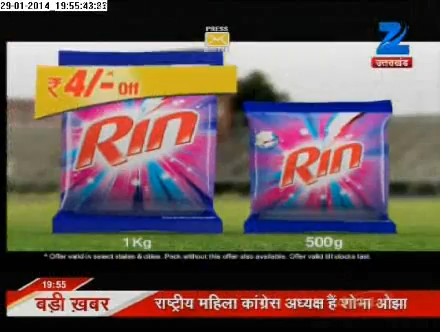 29-01-2014, 19:55:43:23
PRESS
Z
उत्तराखंड
₹4/-* Off
Rin
Rin
1Kg
500g
* Offer valid in select states & cities. Pack without this offer also available. Offer valid till stocks last.
19:55
बड़ी ख़बर
राष्ट्रीय महिला कांग्रेस अध्यक्ष हैं शोभा ओझा